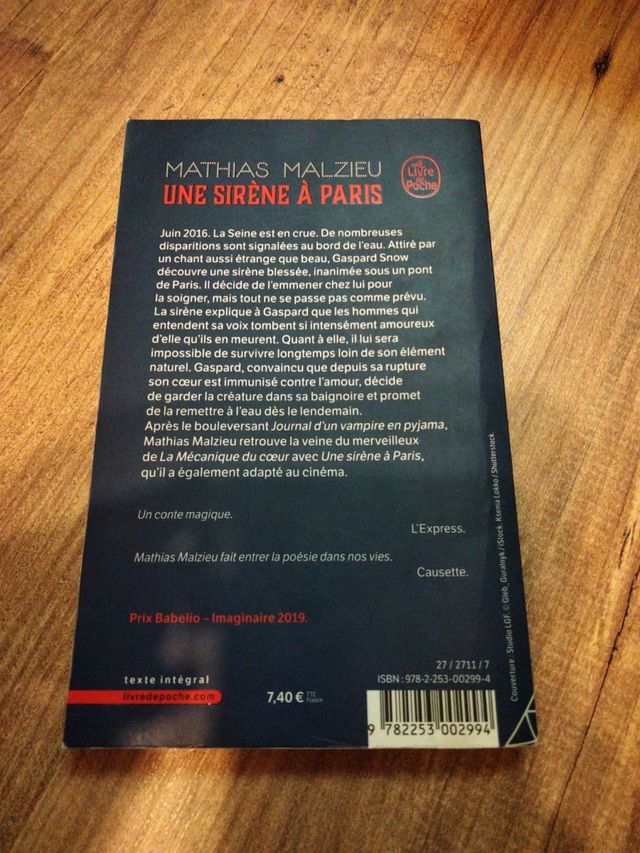 MATHIAS MALZIEU
UNE SIRÈNE À PARIS
Le
Livre
de
Poche
Juin 2016. La Seine est en crue. De nombreuses
disparitions sont signalées au bord de l'eau. Attiré par
un chant aussi étrange que beau, Gaspard Snow
découvre une sirène blessée, inanimée sous un pont
de Paris. Il décide de l'emmener chez lui pour
la soigner, mais tout ne se passe pas comme prévu.
La sirène explique à Gaspard que les hommes qui
entendent sa voix tombent si intensément amoureux
d'elle qu'ils en meurent. Quant à elle, il lui sera
impossible de survivre longtemps loin de son élément
naturel. Gaspard, convaincu que depuis sa rupture
son cœur est immunisé contre l'amour, décide
de garder la créature dans sa baignoire et promet
de la remettre à l'eau dès le lendemain.
Après le bouleversant Journal d'un vampire en pyjama,
Mathias Malzieu retrouve la veine du merveilleux
de La Mécanique du cœur avec Une sirène à Paris,
qu'il a également adapté au cinéma.
Un conte magique.
L'Express.
Mathias Malzieu fait entrer la poésie dans nos vies.
Causette.
Prix Babelio – Imaginaire 2019.
texte intégral
livredepoche.com
7,40 € TTC
France
27 / 2711 / 7
ISBN : 978-2-253-00299-4
9 782253 002994
Couverture : Studio LGF. © Gleb_Guralnyk / iStock. Ksenia Lokko / Shutterstock.